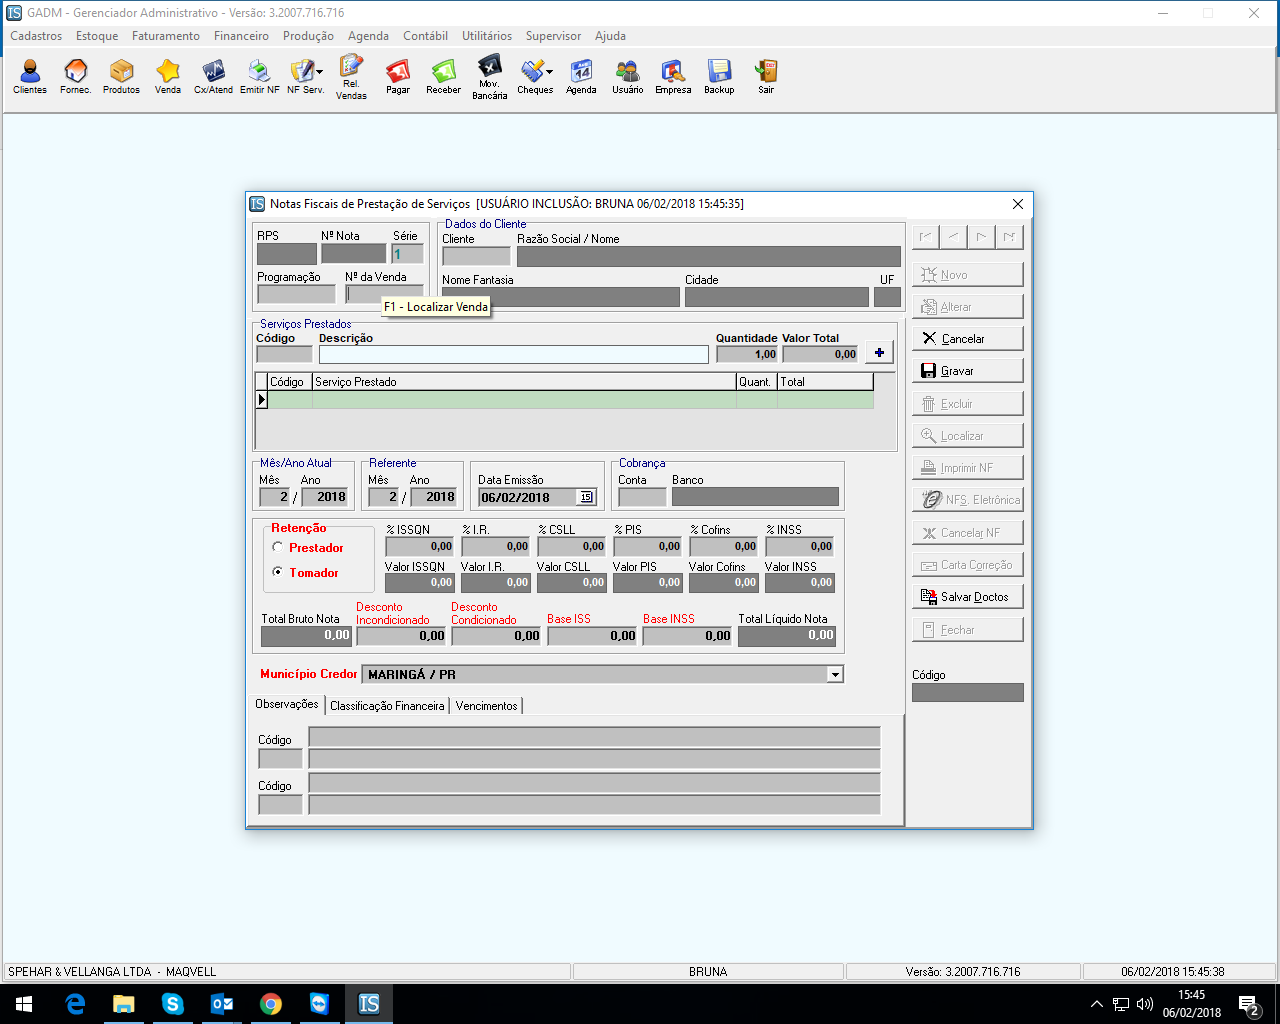 IS GADM - Gerenciador Administrativo - Versão: 3.2007.716.716
Cadastros Estoque Faturamento Financeiro Produção Agenda Contábil Utilitários Supervisor Ajuda
Clientes Fornec. Produtos Venda Cx/Atend Emitir NF NF Serv. Rel. Vendas Pagar Receber Mov. Bancária Cheques Agenda Usuário Empresa Backup Sair
IS Notas Fiscais de Prestação de Serviços [USUÁRIO INCLUSÃO: BRUNA 06/02/2018 15:45:35]
RPS Nº Nota Série
1
Programação Nº da Venda
Dados do Cliente
Cliente Razão Social / Nome
Nome Fantasia Cidade UF
F1 - Localizar Venda
Serviços Prestados
Código Descrição Quantidade Valor Total
1,00 0,00 +
Código Serviço Prestado Quant. Total
Mês/Ano Atual
Mês Ano
2 / 2018
Referente
Mês Ano
2 / 2018
Data Emissão
06/02/2018 15
Cobrança
Conta Banco
Retenção
Prestador
Tomador
% ISSQN % I.R. % CSLL % PIS % Cofins % INSS
0,00 0,00 0,00 0,00 0,00 0,00
Valor ISSQN Valor I.R. Valor CSLL Valor PIS Valor Cofins Valor INSS
0,00 0,00 0,00 0,00 0,00 0,00
Total Bruto Nota Desconto Incondicionado Desconto Condicionado Base ISS Base INSS Total Líquido Nota
0,00 0,00 0,00 0,00 0,00 0,00
Município Credor MARINGÁ / PR
Observações Classificação Financeira Vencimentos
Código
Código
Novo
Alterar
Cancelar
Gravar
Excluir
Localizar
Imprimir NF
NFS. Eletrônica
Cancelar NF
Carta Correção
Salvar Doctos
Fechar
Código
SPEHAR & VELLANGA LTDA - MAQVELL BRUNA Versão: 3.2007.716.716 06/02/2018 15:45:38
IS
15:45
06/02/2018
2